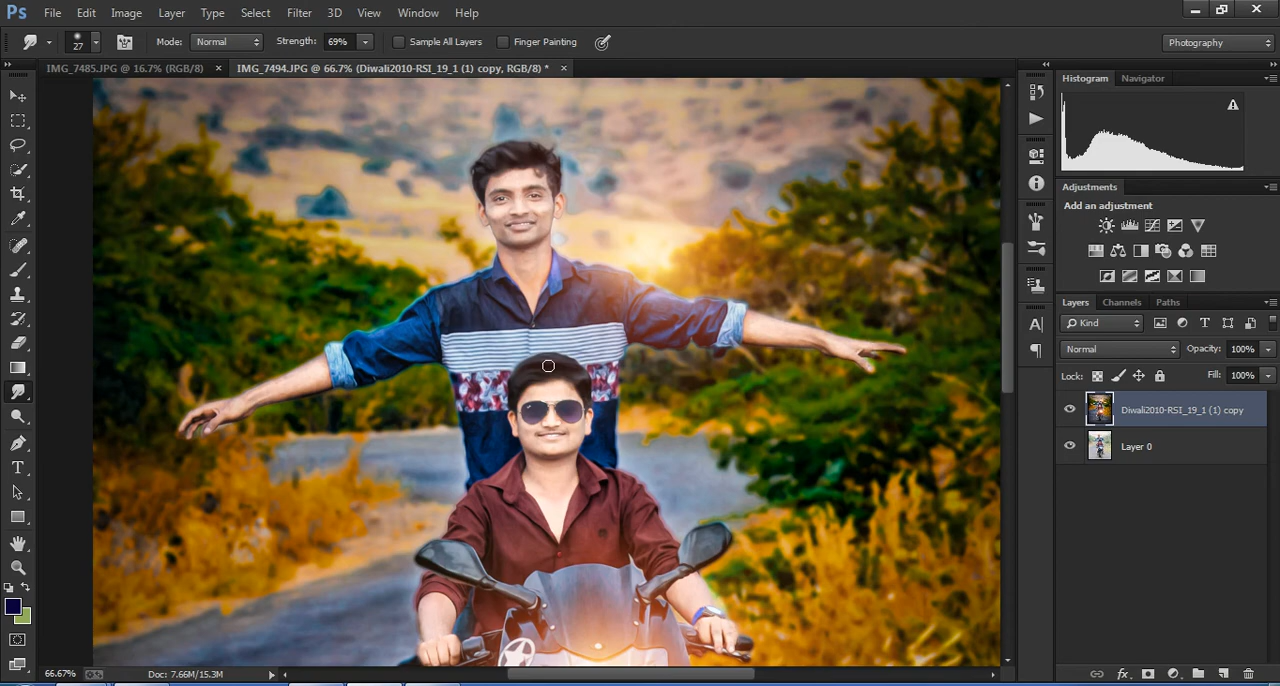 Ps File Edit Image Layer Type Select Filter 3D View Window Help
27 Mode: Normal Strength: 69% Sample All Layers Finger Painting Photography
IMG_7485.JPG @ 16.7% (RGB/8) × IMG_7494.JPG @ 66.7% (Diwali2010-RSI_19_1 (1) copy, RGB/8) * ×
Histogram Navigator
Adjustments
Add an adjustment
Layers Channels Paths
Kind
Normal Opacity: 100%
Lock: Fill: 100%
Diwali2010-RSI_19_1 (1) copy
Layer 0
66.67% Doc: 7.66M/15.3M